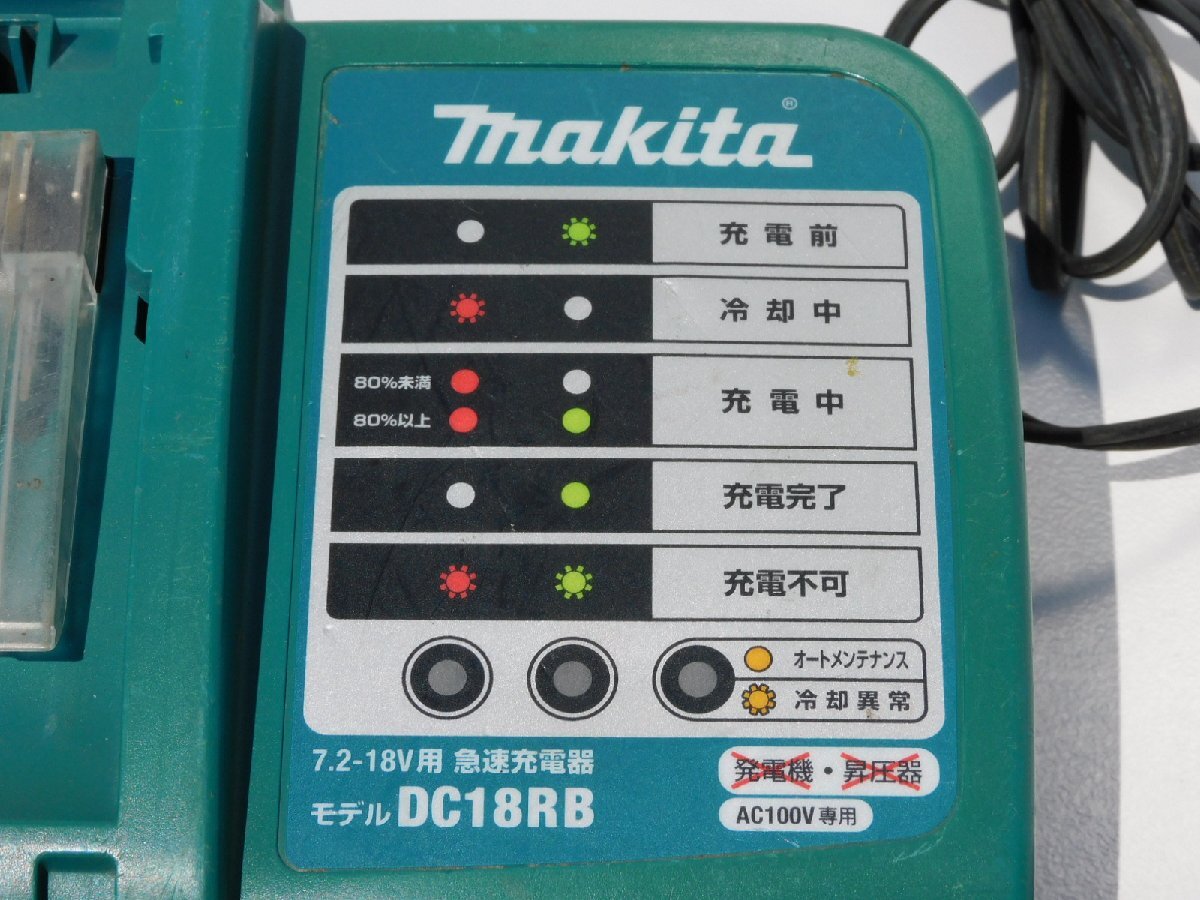 makita®
充電前
冷却中
80%未満
80%以上
充電中
充電完了
充電不可
オートメンテナンス
冷却異常
7.2-18V用 急速充電器
モデル DC18RB
発電機・昇圧器
AC100V専用